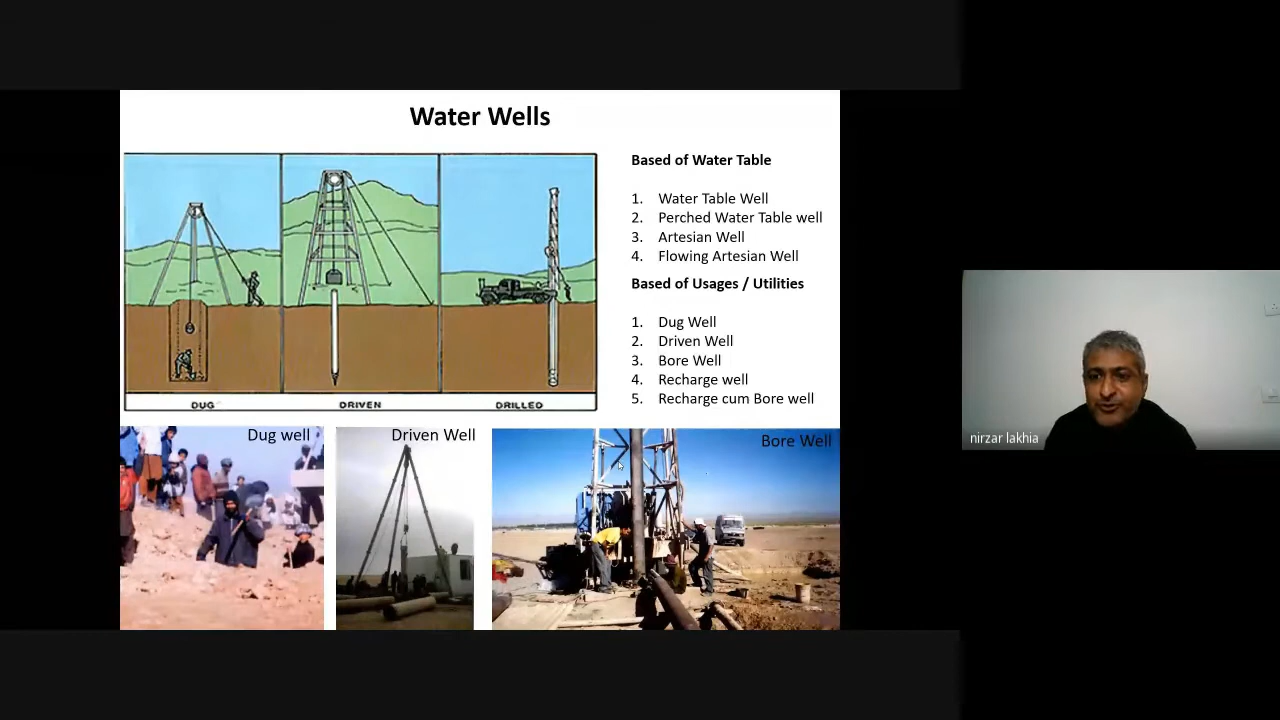 Water Wells
DUG
DRIVEN
DRILLED
Based of Water Table
1. Water Table Well
2. Perched Water Table well
3. Artesian Well
4. Flowing Artesian Well
Based of Usages / Utilities
1. Dug Well
2. Driven Well
3. Bore Well
4. Recharge well
5. Recharge cum Bore well
Dug well
Driven Well
Bore Well
nirzar lakhia